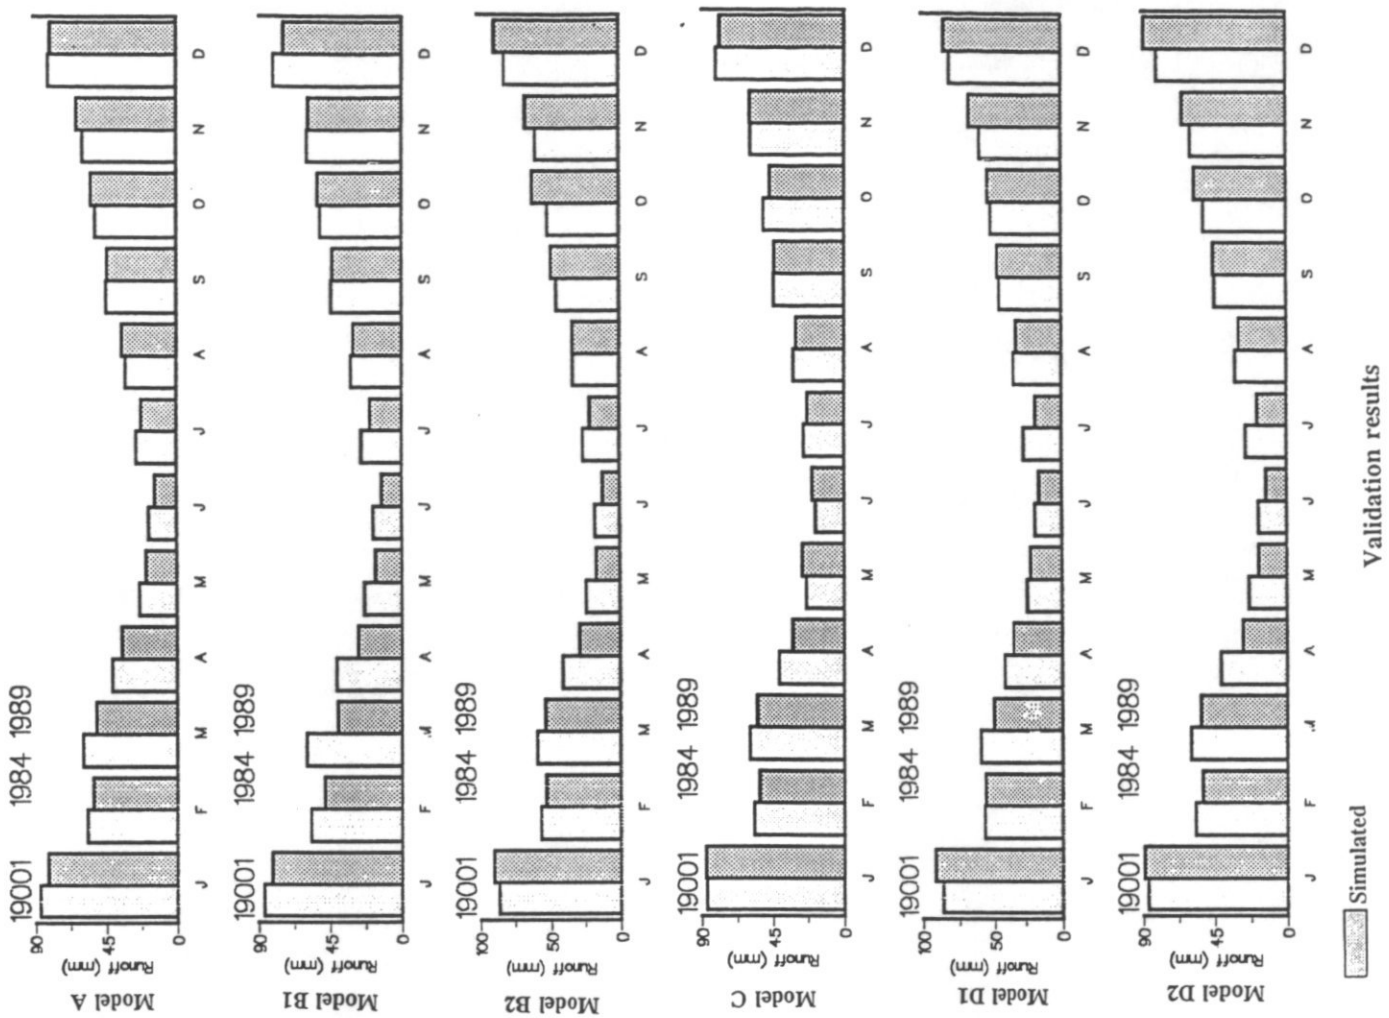 19001 1984 1989
Model A
Runoff (mm)
90
45
0
J F M A M J J A S O N D
19001 1984 1989
Model B1
Runoff (mm)
90
45
0
J F M A M J J A S O N D
19001 1984 1989
Model B2
Runoff (mm)
100
50
0
J F M A M J J A S O N D
19001 1984 1989
Model C
Runoff (mm)
90
45
0
J F M A M J J A S O N D
19001 1984 1989
Model D1
Runoff (mm)
100
50
0
J F M A M J J A S O N D
19001 1984 1989
Model D2
Runoff (mm)
90
45
0
J F M A M J J A S O N D
Simulated
Validation results